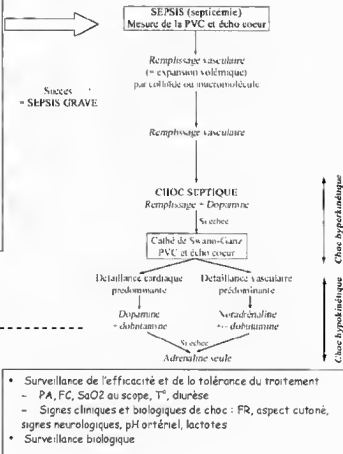 SEPSIS (septicémie)
Mesure de la PVC et écho coeur
Remplissage vasculaire
(= expansion volémique)
par colloïde ou macromolécule
Succès
= SEPSIS GRAVE
Remplissage vasculaire
CHOC SEPTIQUE
Remplissage + Dopamine
Si échec
Cathé de Swann-Ganz
PVC et écho coeur
Défaillance cardiaque
prédominante
Défaillance vasculaire
prédominante
Dopamine
+ dobutamine
Noradrénaline
+/- dobutamine
Si échec
Adrénaline seule
Choc hyperkinétique
Choc hypokinétique
• Surveillance de l'efficacité et de la tolérance du traitement
- PA, FC, SaO2 au scope, T°, diurèse
- Signes cliniques et biologiques de choc : FR, aspect cutané,
signes neurologiques, pH artériel, lactates
• Surveillance biologique